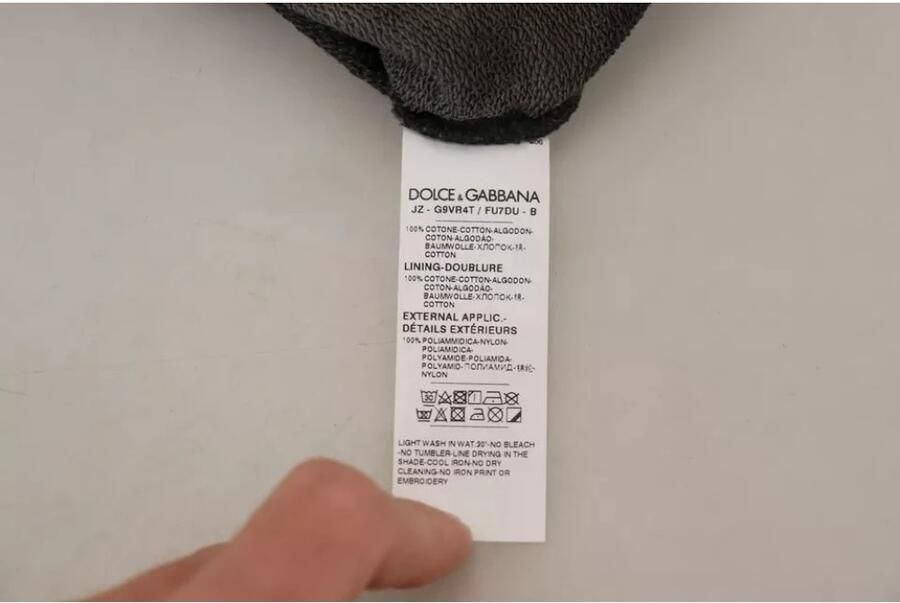 DOLCE & GABBANA
JZ - G9VR4T / FU7DU - B
100% COTONE-COTTON-ALGODON-
COTON-ALGODÃO-
BAUMWOLLE-ХЛОПОК-棉-
COTTON
LINING-DOUBLURE
100% COTONE-COTTON-ALGODON-
COTON-ALGODÃO-
BAUMWOLLE-ХЛОПОК-棉-
COTTON
EXTERNAL APPLIC.-
DÉTAILS EXTÉRIEURS
100% POLIAMMIDICA-NYLON-
POLIAMIDICA-
POLYAMIDE-POLIAMIDA-
POLYAMID-ПОЛИАМИД-
NYLON
30
LIGHT WASH IN WAT.30°-NO BLEACH
-NO TUMBLER-LINE DRYING IN THE
SHADE-COOL IRON-NO DRY
CLEANING-NO IRON PRINT OR
EMBROIDERY